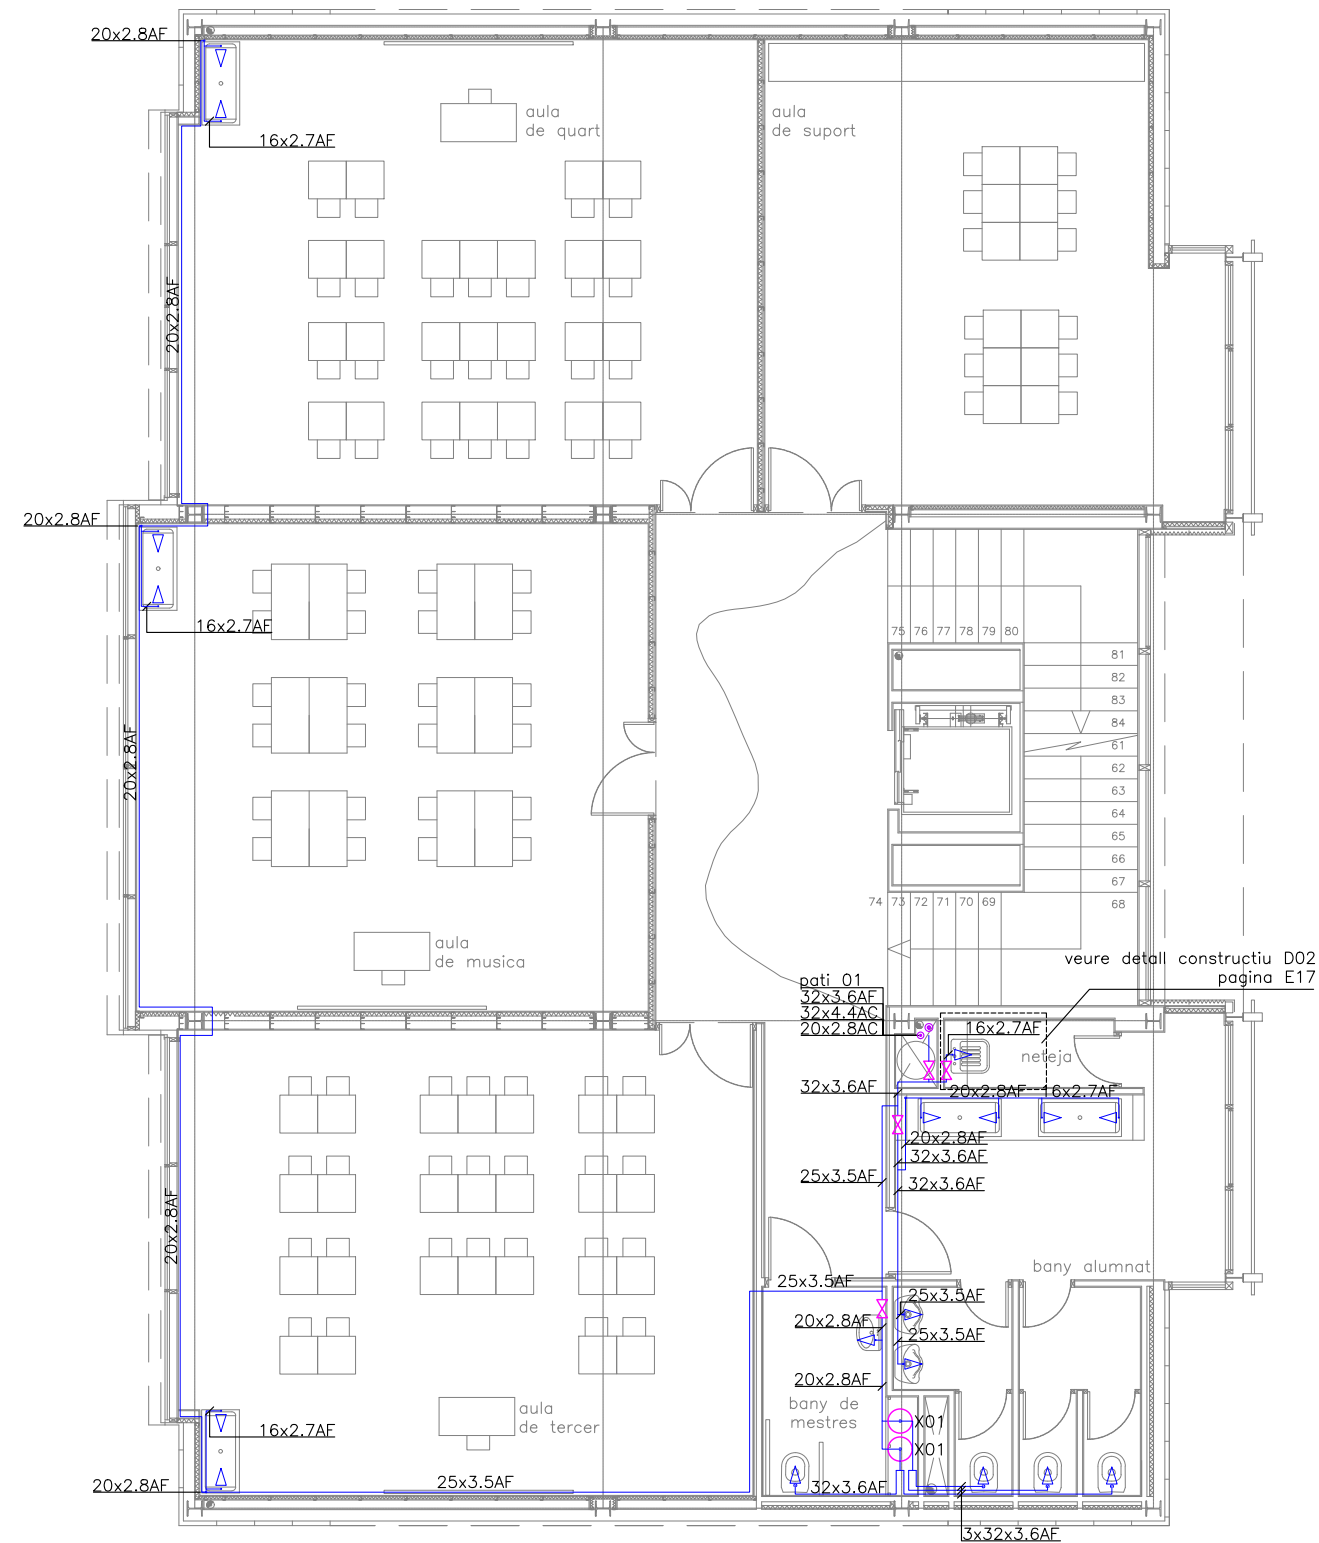 20x2.8AF
16x2.7AF
aula
de quart
aula
de suport
20x2.8AF
20x2.8AF
16x2.7AF
75 76 77 78 79 80
81
82
83
84
61
62
63
64
65
66
67
68
74 73 72 71 70 69
20x2.8AF
aula
de musica
veure detall constructiu D02
pagina E17
pati 01
32x3.6AF
32x4.4AC
20x2.8AC
16x2.7AF
neteja
32x3.6AF
20x2.8AF
16x2.7AF
20x2.8AF
32x3.6AF
25x3.5AF
32x3.6AF
20x2.8AF
bany alumnat
25x3.5AF
25x3.5AF
20x2.8AF
25x3.5AF
20x2.8AF
bany de
mestres
aula
de tercer
16x2.7AF
X01
X01
20x2.8AF
25x3.5AF
32x3.6AF
3x32x3.6AF